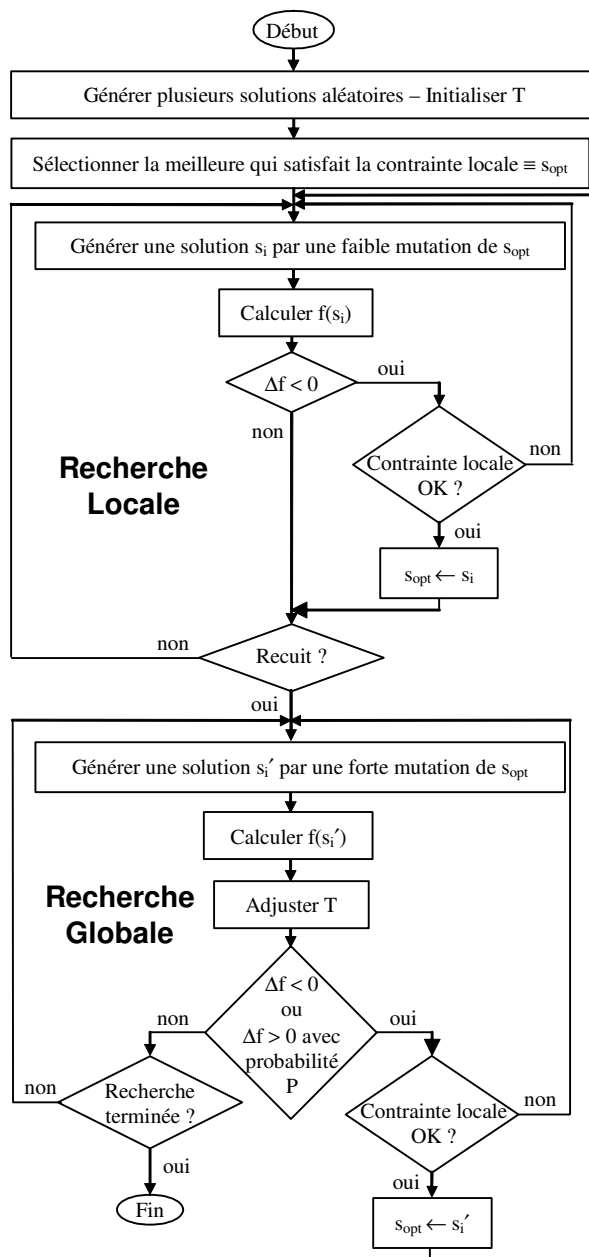 Début
Générer plusieurs solutions aléatoires – Initialiser T
Sélectionner la meilleure qui satisfait la contrainte locale ≡ sopt
Générer une solution si par une faible mutation de sopt
Calculer f(si)
Δf < 0
oui
non
Recherche
Locale
Contrainte locale
OK ?
non
oui
sopt ← si
non
Recuit ?
oui
Générer une solution si′ par une forte mutation de sopt
Calculer f(si′)
Recherche
Globale
Adjuster T
Δf < 0
ou
Δf > 0 avec
probabilité
P
non
oui
non
Recherche
terminée ?
Contrainte locale
OK ?
non
oui
Fin
oui
sopt ← si′